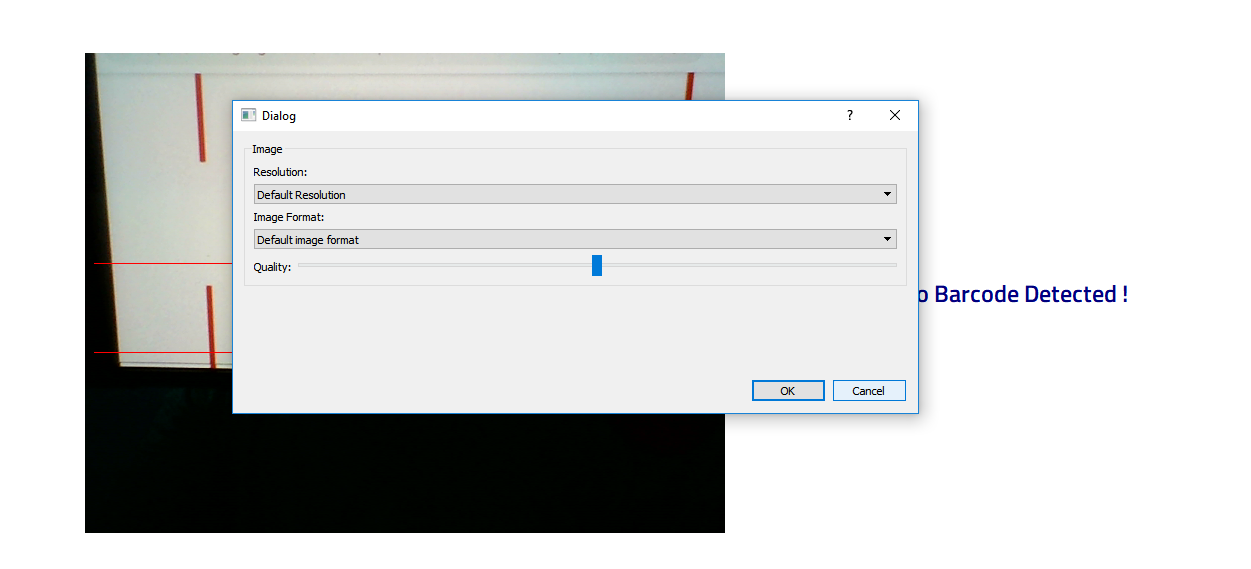 Dialog
?
Image
Resolution:
Default Resolution
Image Format:
Default image format
Quality:
o Barcode Detected !
OK
Cancel